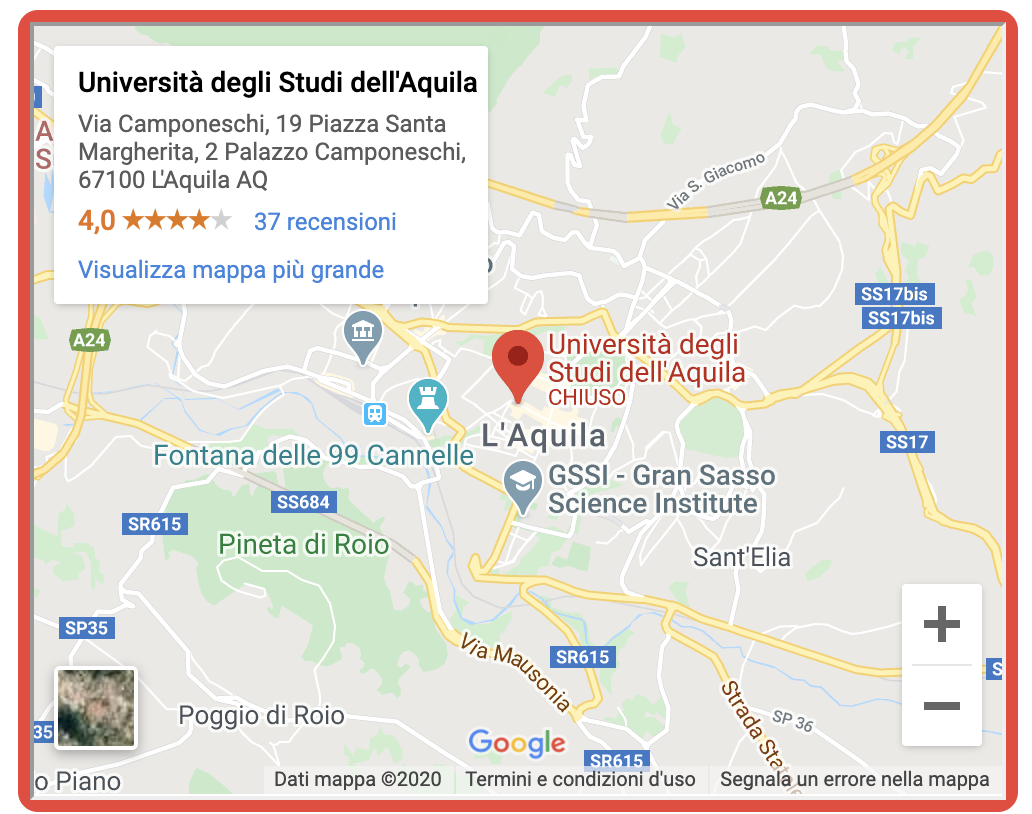 Università degli Studi dell'Aquila
Via Camponeschi, 19 Piazza Santa
Margherita, 2 Palazzo Camponeschi,
67100 L'Aquila AQ
4,0
37 recensioni
Visualizza mappa più grande
A
S
Via S. Giacomo
A24
SS17bis
SS17bis
A24
Università degli
Studi dell'Aquila
CHIUSO
L'Aquila
SS17
Fontana delle 99 Cannelle
GSSI - Gran Sasso
Science Institute
SS684
SR615
Pineta di Roio
Sant'Elia
SP35
Via Mausonia
SR615
S
Strada Statale
SP 36
Poggio di Roio
35
Google
SR615
o Piano
Dati mappa ©2020
Termini e condizioni d'uso
Segnala un errore nella mappa